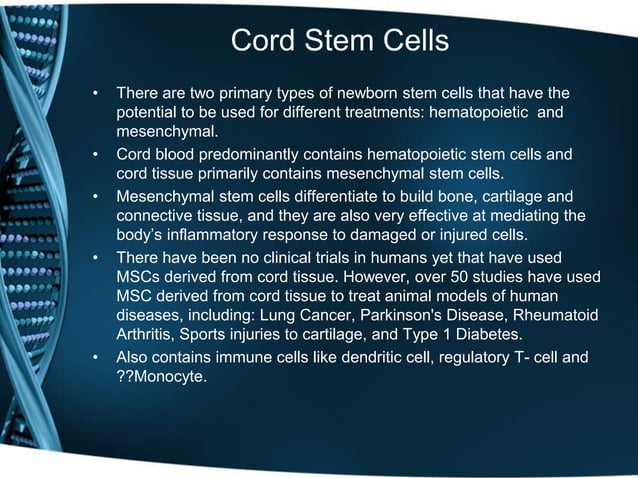 Cord Stem Cells
• There are two primary types of newborn stem cells that have the
potential to be used for different treatments: hematopoietic and
mesenchymal.
• Cord blood predominantly contains hematopoietic stem cells and
cord tissue primarily contains mesenchymal stem cells.
• Mesenchymal stem cells differentiate to build bone, cartilage and
connective tissue, and they are also very effective at mediating the
body’s inflammatory response to damaged or injured cells.
• There have been no clinical trials in humans yet that have used
MSCs derived from cord tissue. However, over 50 studies have used
MSC derived from cord tissue to treat animal models of human
diseases, including: Lung Cancer, Parkinson's Disease, Rheumatoid
Arthritis, Sports injuries to cartilage, and Type 1 Diabetes.
• Also contains immune cells like dendritic cell, regulatory T- cell and
??Monocyte.